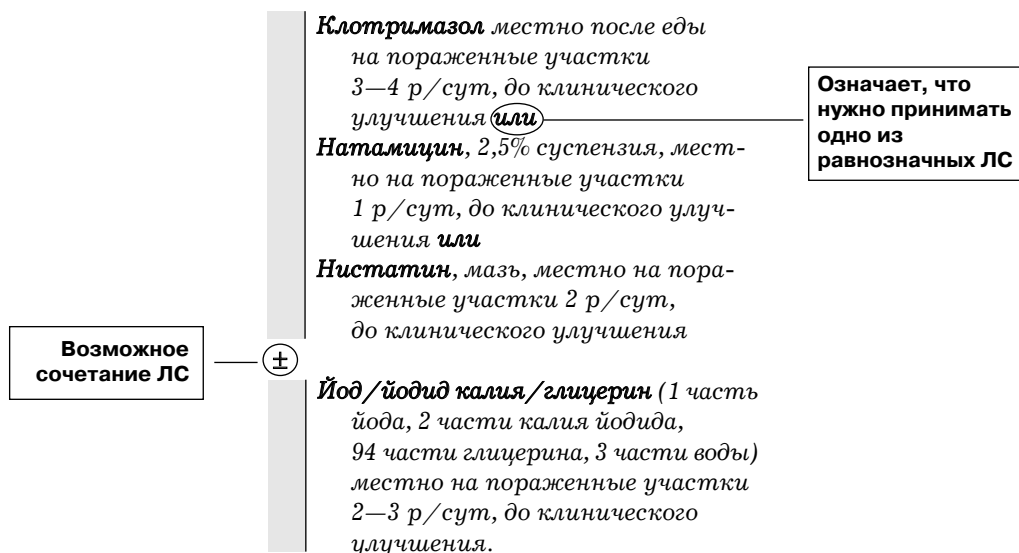 Клотримазол местно после еды
на пораженные участки
3—4 р/сут, до клинического
улучшения или
Означает, что
нужно принимать
одно из
равнозначных ЛС
Натамицин, 2,5% суспензия, мест-
но на пораженные участки
1 р/сут, до клинического улуч-
шения или
Нистатин, мазь, местно на пора-
женные участки 2 р/сут,
до клинического улучшения
Возможное
сочетание ЛС
±
Йод/йодид калия/глицерин (1 часть
йода, 2 части калия йодида,
94 части глицерина, 3 части воды)
местно на пораженные участки
2—3 р/сут, до клинического
улучшения.